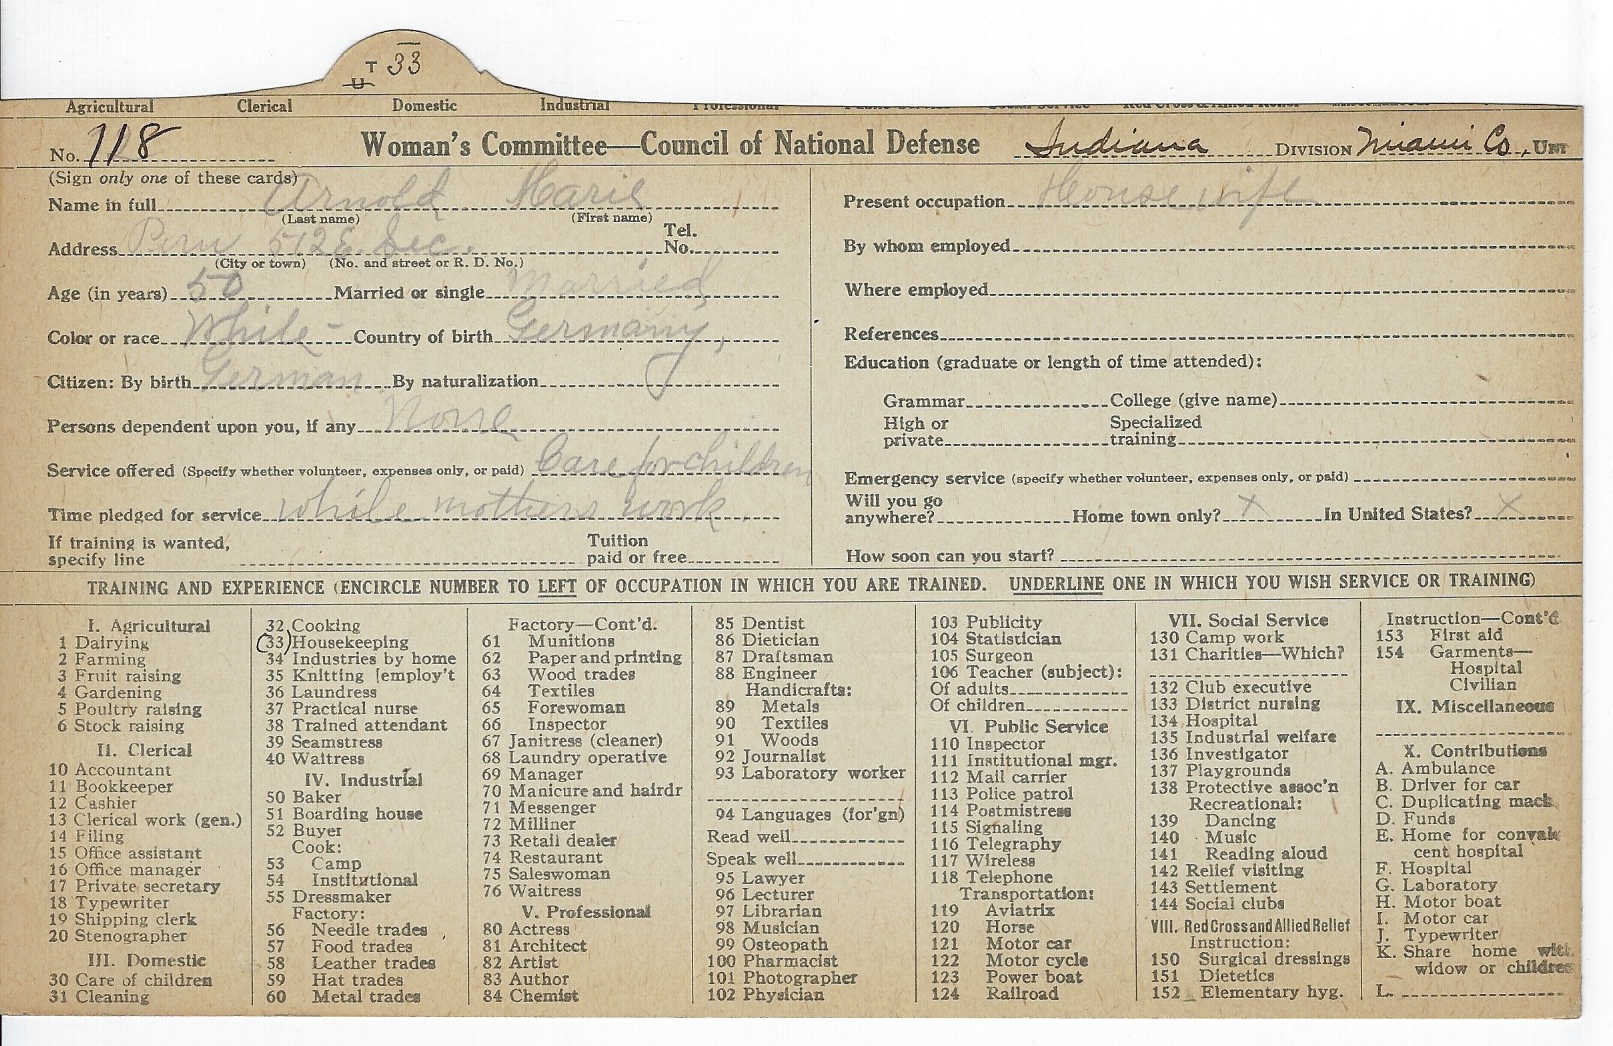 T 33
U
Agricultural Clerical Domestic Industrial Professional
No. 118 Woman's Committee—Council of National Defense Indiana DIVISION Miami Co, UNIT
(Sign only one of these cards)
Name in full Arnold Marie
(Last name) (First name)
Address Peru 512 E. Sec. Tel. No.
(City or town) (No. and street or R. D. No.)
Age (in years) 50 Married or single Married
Color or race White - Country of birth Germany,
Citizen: By birth German By naturalization
Persons dependent upon you, if any None
Service offered (Specify whether volunteer, expenses only, or paid) Care for children
Time pledged for service while mothers work.
If training is wanted, specify line Tuition paid or free
Present occupation House wife
By whom employed
Where employed
References
Education (graduate or length of time attended):
Grammar College (give name)
High or private Specialized training
Emergency service (specify whether volunteer, expenses only, or paid)
Will you go anywhere? Home town only? X In United States? X
How soon can you start?
TRAINING AND EXPERIENCE (ENCIRCLE NUMBER TO LEFT OF OCCUPATION IN WHICH YOU ARE TRAINED. UNDERLINE ONE IN WHICH YOU WISH SERVICE OR TRAINING)
I. Agricultural
1 Dairying
2 Farming
3 Fruit raising
4 Gardening
5 Poultry raising
6 Stock raising
II. Clerical
10 Accountant
11 Bookkeeper
12 Cashier
13 Clerical work (gen.)
14 Filing
15 Office assistant
16 Office manager
17 Private secretary
18 Typewriter
19 Shipping clerk
20 Stenographer
III. Domestic
30 Care of children
31 Cleaning
32 Cooking
(33) Housekeeping
34 Industries by home
35 Knitting [employ't
36 Laundress
37 Practical nurse
38 Trained attendant
39 Seamstress
40 Waitress
IV. Industrial
50 Baker
51 Boarding house
52 Buyer
Cook:
53 Camp
54 Institutional
55 Dressmaker
Factory:
56 Needle trades
57 Food trades
58 Leather trades
59 Hat trades
60 Metal trades
Factory—Cont'd.
61 Munitions
62 Paper and printing
63 Wood trades
64 Textiles
65 Forewoman
66 Inspector
67 Janitress (cleaner)
68 Laundry operative
69 Manager
70 Manicure and hairdr
71 Messenger
72 Milliner
73 Retail dealer
74 Restaurant
75 Saleswoman
76 Waitress
V. Professional
80 Actress
81 Architect
82 Artist
83 Author
84 Chemist
85 Dentist
86 Dietician
87 Draftsman
88 Engineer
Handicrafts:
89 Metals
90 Textiles
91 Woods
92 Journalist
93 Laboratory worker
94 Languages (for'gn)
Read well
Speak well
95 Lawyer
96 Lecturer
97 Librarian
98 Musician
99 Osteopath
100 Pharmacist
101 Photographer
102 Physician
103 Publicity
104 Statistician
105 Surgeon
106 Teacher (subject):
Of adults
Of children
VI. Public Service
110 Inspector
111 Institutional mgr.
112 Mail carrier
113 Police patrol
114 Postmistress
115 Signaling
116 Telegraphy
117 Wireless
118 Telephone
Transportation:
119 Aviatrix
120 Horse
121 Motor car
122 Motor cycle
123 Power boat
124 Railroad
VII. Social Service
130 Camp work
131 Charities—Which?
132 Club executive
133 District nursing
134 Hospital
135 Industrial welfare
136 Investigator
137 Playgrounds
138 Protective assoc'n
Recreational:
139 Dancing
140 Music
141 Reading aloud
142 Relief visiting
143 Settlement
144 Social clubs
VIII. Red Cross and Allied Relief
Instruction:
150 Surgical dressings
151 Dietetics
152 Elementary hyg.
Instruction—Cont'd
153 First aid
154 Garments—
Hospital
Civilian
IX. Miscellaneous
X. Contributions
A. Ambulance
B. Driver for car
C. Duplicating mach
D. Funds
E. Home for convales
cent hospital
F. Hospital
G. Laboratory
H. Motor boat
I. Motor car
J. Typewriter
K. Share home with
widow or children
L.